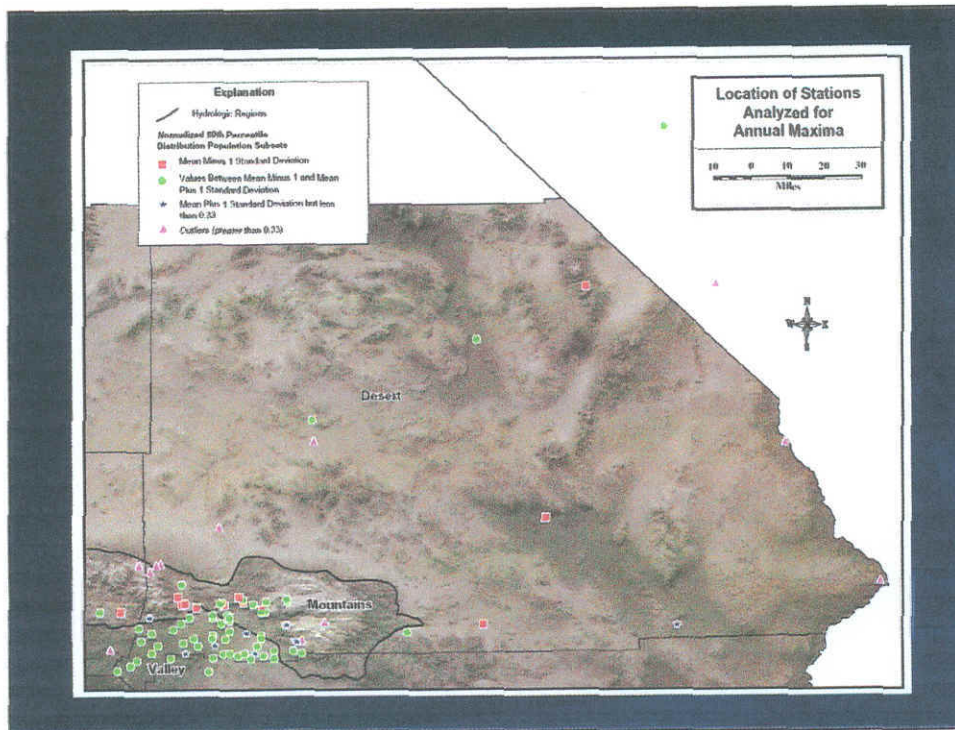 Explanation
Hydrologic Regions
Normalized 90th Percentile
Distribution Population Subsets
Mean Minus 1 Standard Deviation
Values Between Mean Minus 1 and Mean
Plus 1 Standard Deviation
Mean Plus 1 Standard Deviation but less
than 0.33
Outliers (greater than 0.33)
Location of Stations
Analyzed for
Annual Maxima
10 0 10 20 30
Miles
N
W
S
Desert
Mountains
Valley